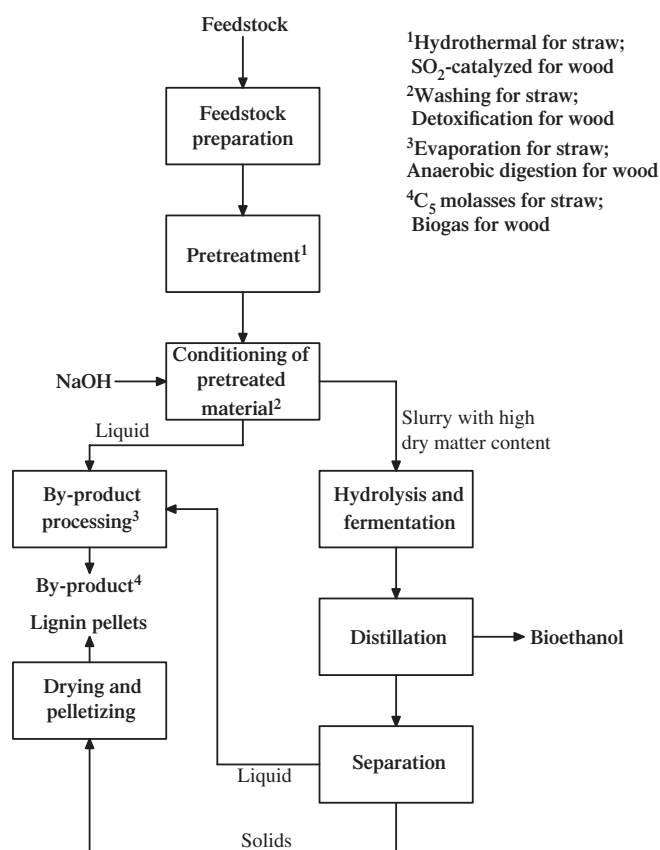 Feedstock
Feedstock
preparation
Pretreatment¹
Conditioning of
pretreated
material²
NaOH
Liquid
Slurry with high
dry matter content
By-product
processing³
Hydrolysis and
fermentation
By-product⁴
Lignin pellets
Distillation
Bioethanol
Drying and
pelletizing
Separation
Liquid
Solids
¹Hydrothermal for straw;
SO₂-catalyzed for wood
²Washing for straw;
Detoxification for wood
³Evaporation for straw;
Anaerobic digestion for wood
⁴C₅ molasses for straw;
Biogas for wood